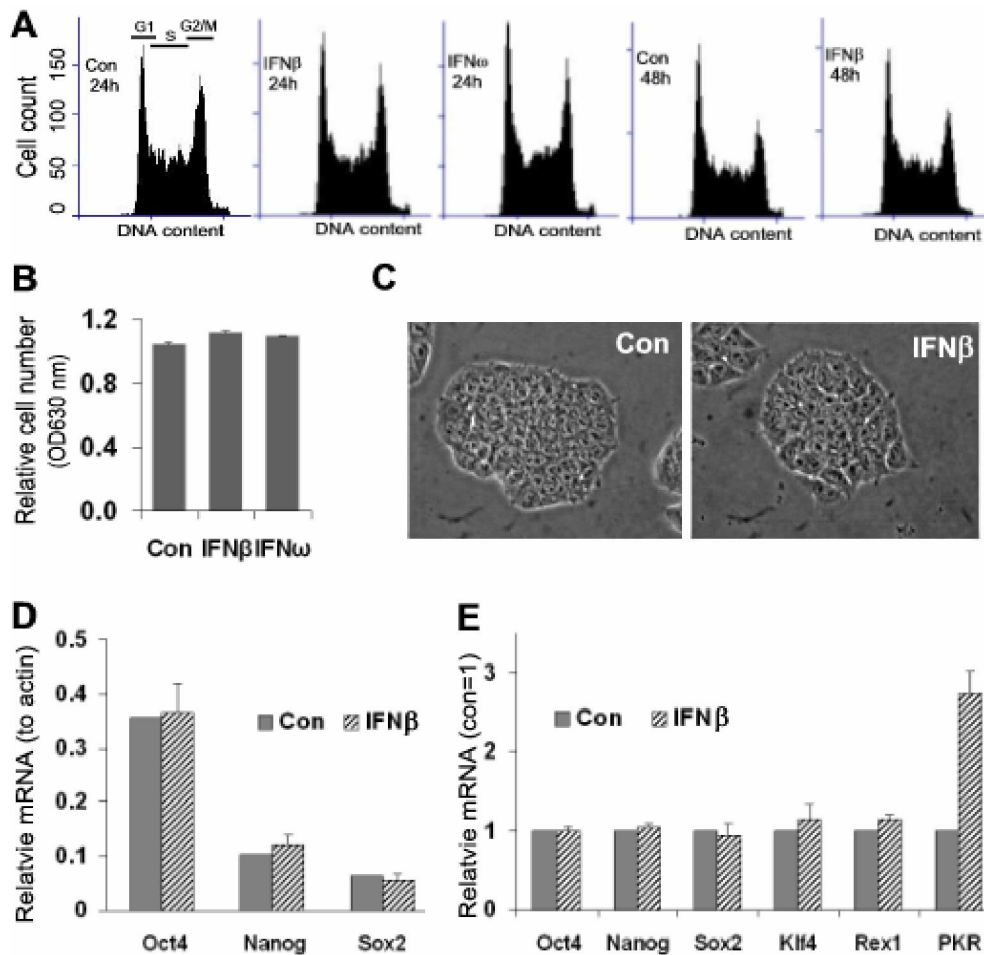 A
Cell count
150
100
50
0
G1
S
G2/M
Con
24h
IFNβ
24h
IFNω
24h
Con
48h
IFNβ
48h
DNA content
DNA content
DNA content
DNA content
DNA content
B
Relative cell number
(OD630 nm)
1.2
0.8
0.4
0.0
Con IFNβ IFNω
C
Con
IFNβ
D
Relatvie mRNA (to actin)
0.5
0.4
0.3
0.2
0.1
0
Con IFNβ
Oct4 Nanog Sox2
E
Relatvie mRNA (con=1)
3
2
1
0
Con IFNβ
Oct4 Nanog Sox2 Klf4 Rex1 PKR